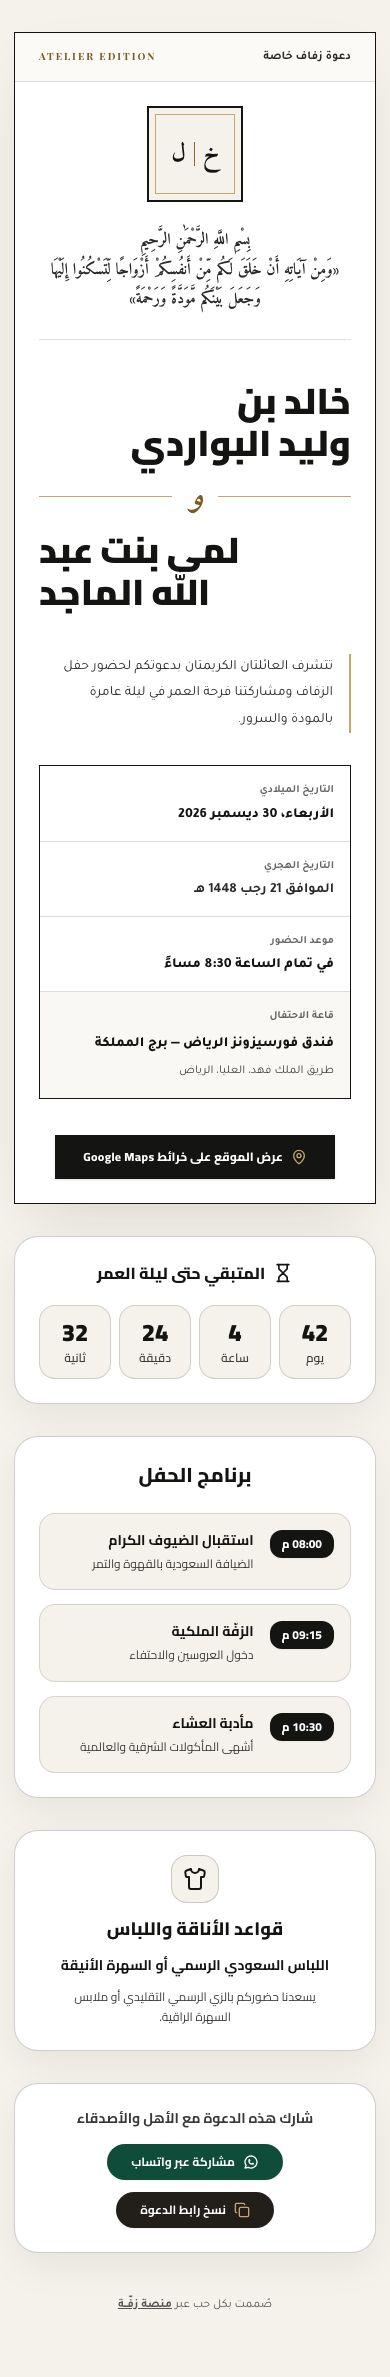 دعوة زفاف خاصة
ATELIER EDITION
خ | ل
بِسْمِ اللَّهِ الرَّحْمَٰنِ الرَّحِيمِ
«وَمِنْ آيَاتِهِ أَنْ خَلَقَ لَكُم مِّنْ أَنفُسِكُمْ أَزْوَاجًا لِّتَسْكُنُوا إِلَيْهَا
وَجَعَلَ بَيْنَكُم مَّوَدَّةً وَرَحْمَةً»
خالد بن
وليد البواردي
و
لمى بنت عبد
الله الماجد
تتشرف العائلتان الكريمتان بدعوتكم لحضور حفل
الزفاف ومشاركتنا فرحة العمر في ليلة عامرة
بالمودة والسرور.
التاريخ الميلادي
الأربعاء، 30 ديسمبر 2026
التاريخ الهجري
الموافق 21 رجب 1448 هـ
موعد الحضور
في تمام الساعة 8:30 مساءً
قاعة الاحتفال
فندق فورسيزونز الرياض – برج المملكة
طريق الملك فهد، العليا، الرياض
عرض الموقع على خرائط Google Maps
المتبقي حتى ليلة العمر
42
يوم
4
ساعة
24
دقيقة
32
ثانية
برنامج الحفل
08:00 م
استقبال الضيوف الكرام
الضيافة السعودية بالقهوة والتمر
09:15 م
الزفّة الملكية
دخول العروسين والاحتفاء
10:30 م
مأدبة العشاء
أشهى المأكولات الشرقية والعالمية
قواعد الأناقة واللباس
اللباس السعودي الرسمي أو السهرة الأنيقة
يسعدنا حضوركم بالزي الرسمي التقليدي أو ملابس
السهرة الراقية.
شارك هذه الدعوة مع الأهل والأصدقاء
مشاركة عبر واتساب
نسخ رابط الدعوة
صُممت بكل حب عبر منصة زفّـة